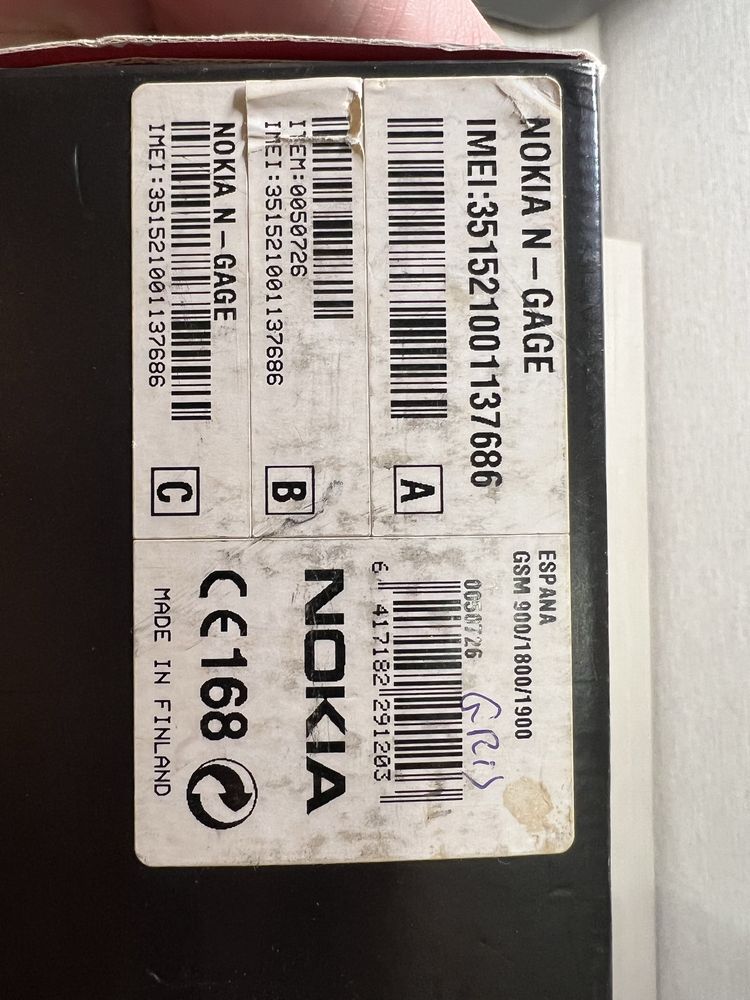 NOKIA N-GAGE
IMEI:351521001137686
A
ITEM:0050726
IMEI:351521001137686
B
NOKIA N-GAGE
IMEI:351521001137686
C
ESPANA
GSM 900/1800/1900
0050726
GRIS
6 417182 291203
NOKIA
CE168
MADE IN FINLAND